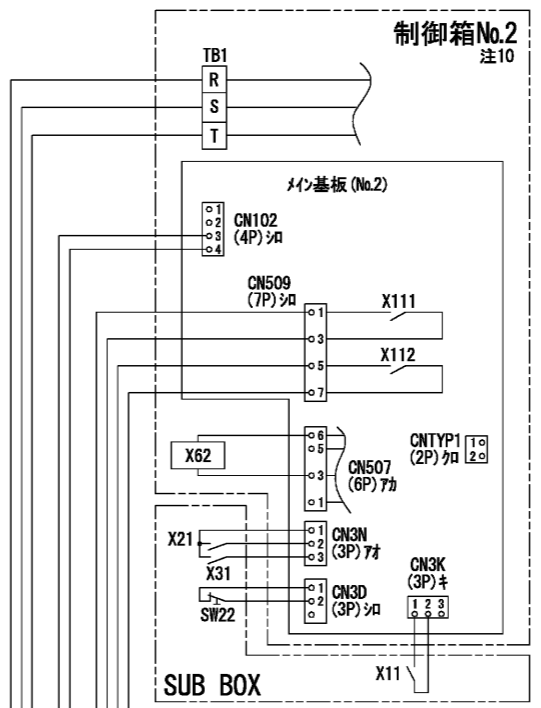 制御箱No.2
注10
TB1
R
S
T
メイン基板(No.2)
1
2
3
4
CN102
(4P)シロ
CN509
(7P)シロ
1
3
5
7
X111
X112
X62
6
5
3
1
CN507
(6P)アカ
CNTYP1
(2P)クロ
1
2
X21
X31
1
2
3
CN3N
(3P)アオ
SW22
1
2
CN3D
(3P)シロ
CN3K
(3P)キ
1 2 3
X11
SUB BOX